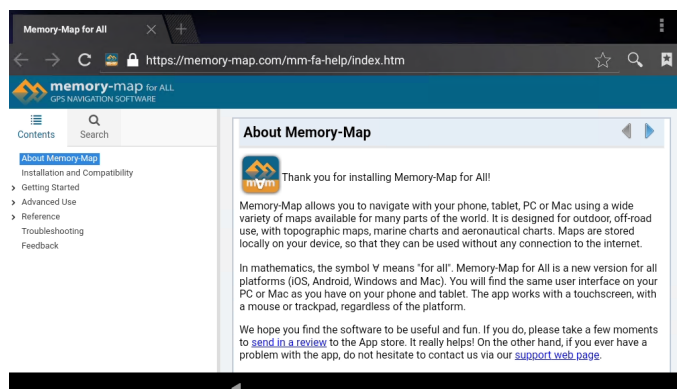 Memory-Map for All
https://memory-map.com/mm-fa-help/index.htm
memory-map for ALL
GPS NAVIGATION SOFTWARE
Contents
Search
About Memory-Map
Installation and Compatibility
Getting Started
Advanced Use
Reference
Troubleshooting
Feedback
About Memory-Map
m∀m
Thank you for installing Memory-Map for All!
Memory-Map allows you to navigate with your phone, tablet, PC or Mac using a wide
variety of maps available for many parts of the world. It is designed for outdoor, off-road
use, with topographic maps, marine charts and aeronautical charts. Maps are stored
locally on your device, so that they can be used without any connection to the internet.
In mathematics, the symbol ∀ means "for all". Memory-Map for All is a new version for all
platforms (iOS, Android, Windows and Mac). You will find the same user interface on your
PC or Mac as you have on your phone and tablet. The app works with a touchscreen, with
a mouse or trackpad, regardless of the platform.
We hope you find the software to be useful and fun. If you do, please take a few moments
to send in a review to the App store. It really helps! On the other hand, if you ever have a
problem with the app, do not hesitate to contact us via our support web page.